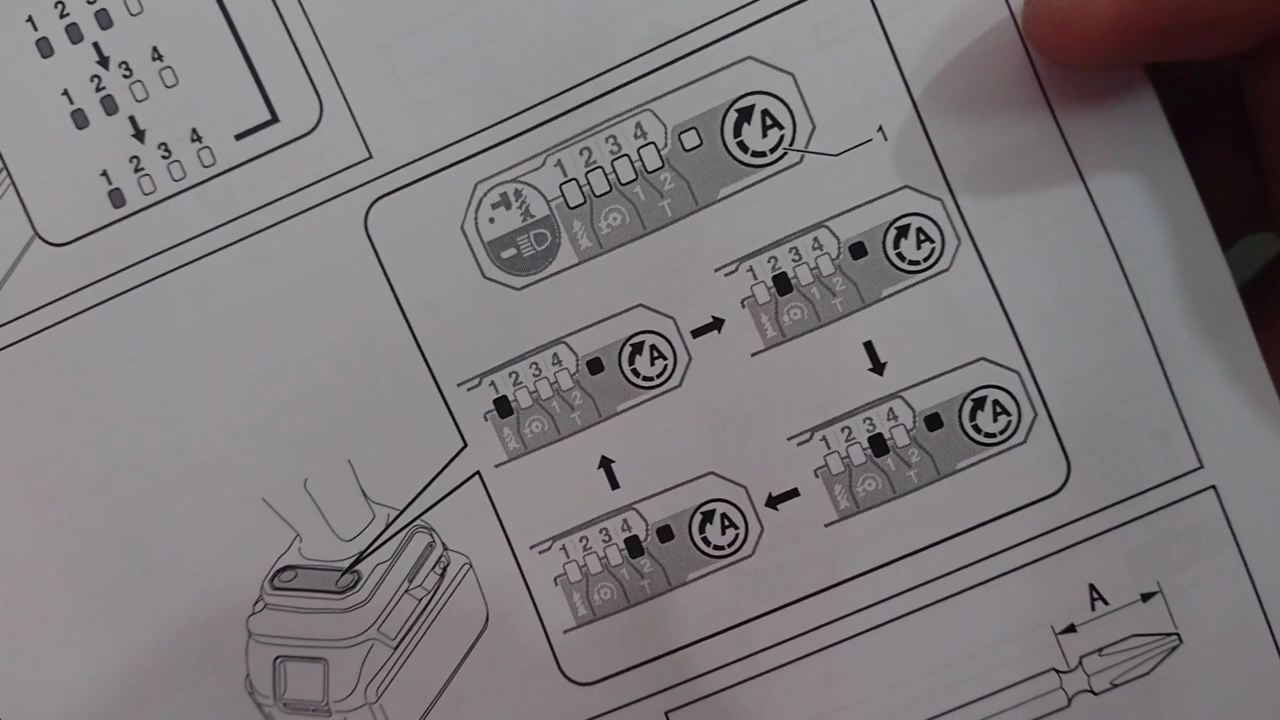 1 2 3
1 2 3 4
1 2 3 4
1 2 3 4 A 1
1 2 T
1 2 3 4 A
1 2 T
1 2 3 4 A
1 2 T
1 2 3 4 A
1 2 T
1 2 3 4 A
1 2 T
A